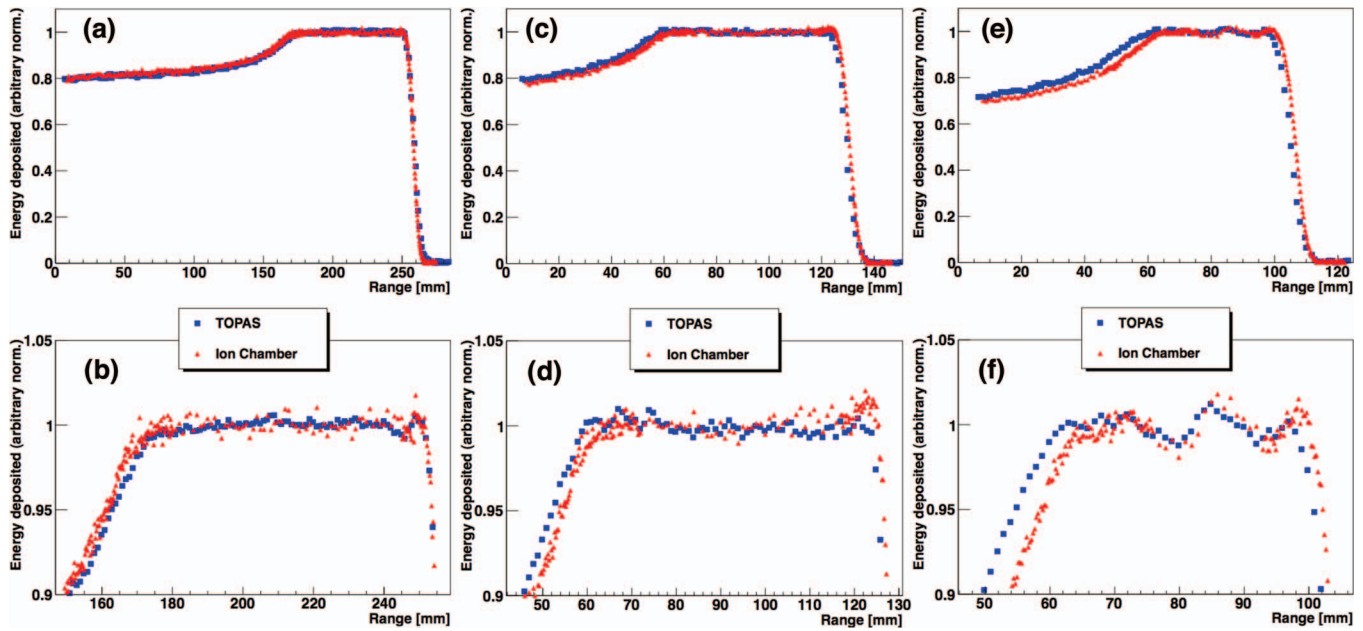 (a)
Energy deposited (arbitrary norm.)
1
0.8
0.6
0.4
0.2
0
0 50 100 150 200 250
Range [mm]
(c)
Energy deposited (arbitrary norm.)
1
0.8
0.6
0.4
0.2
0
0 20 40 60 80 100 120 140
Range [mm]
(e)
Energy deposited (arbitrary norm.)
1
0.8
0.6
0.4
0.2
0
0 20 40 60 80 100 120
Range [mm]
(b)
TOPAS
Ion Chamber
Energy deposited (arbitrary norm.)
1.05
1
0.95
0.9
160 180 200 220 240
Range [mm]
(d)
TOPAS
Ion Chamber
Energy deposited (arbitrary norm.)
1.05
1
0.95
0.9
50 60 70 80 90 100 110 120 130
Range [mm]
(f)
TOPAS
Ion Chamber
Energy deposited (arbitrary norm.)
1.05
1
0.95
0.9
50 60 70 80 90 100
Range [mm]